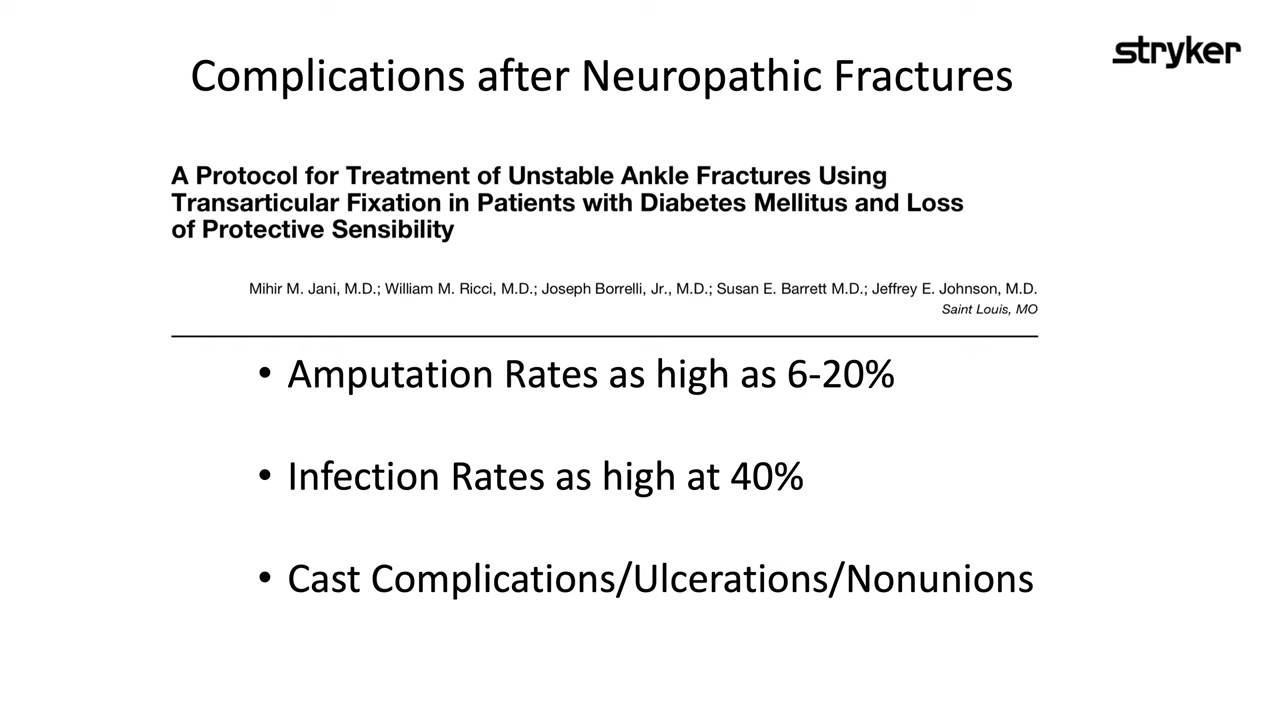 stryker
Complications after Neuropathic Fractures
A Protocol for Treatment of Unstable Ankle Fractures Using
Transarticular Fixation in Patients with Diabetes Mellitus and Loss
of Protective Sensibility
Mihir M. Jani, M.D.; William M. Ricci, M.D.; Joseph Borrelli, Jr., M.D.; Susan E. Barrett M.D.; Jeffrey E. Johnson, M.D.
Saint Louis, MO
• Amputation Rates as high as 6-20%
• Infection Rates as high at 40%
• Cast Complications/Ulcerations/Nonunions